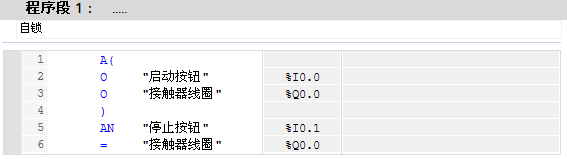 程序段 1： .....
自锁
1 A(
2 O "启动按钮" %I0.0
3 O "接触器线圈" %Q0.0
4 )
5 AN "停止按钮" %I0.1
6 = "接触器线圈" %Q0.0